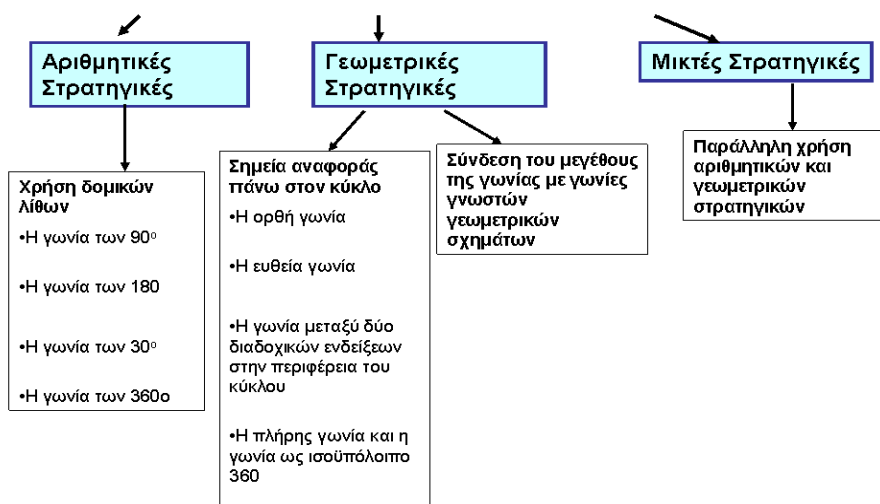 Αριθμητικές
Στρατηγικές
Γεωμετρικές
Στρατηγικές
Μικτές Στρατηγικές
Χρήση δομικών
λίθων
•Η γωνία των 90ο
•Η γωνία των 180
•Η γωνία των 30ο
•Η γωνία των 360ο
Σημεία αναφοράς
πάνω στον κύκλο
•Η ορθή γωνία
•Η ευθεία γωνία
•Η γωνία μεταξύ δύο
διαδοχικών ενδείξεων
στην περιφέρεια του
κύκλου
•Η πλήρης γωνία και η
γωνία ως ισοϋπόλοιπο
360
Σύνδεση του μεγέθους
της γωνίας με γωνίες
γνωστών
γεωμετρικών
σχημάτων
Παράλληλη χρήση
αριθμητικών και
γεωμετρικών
στρατηγικών